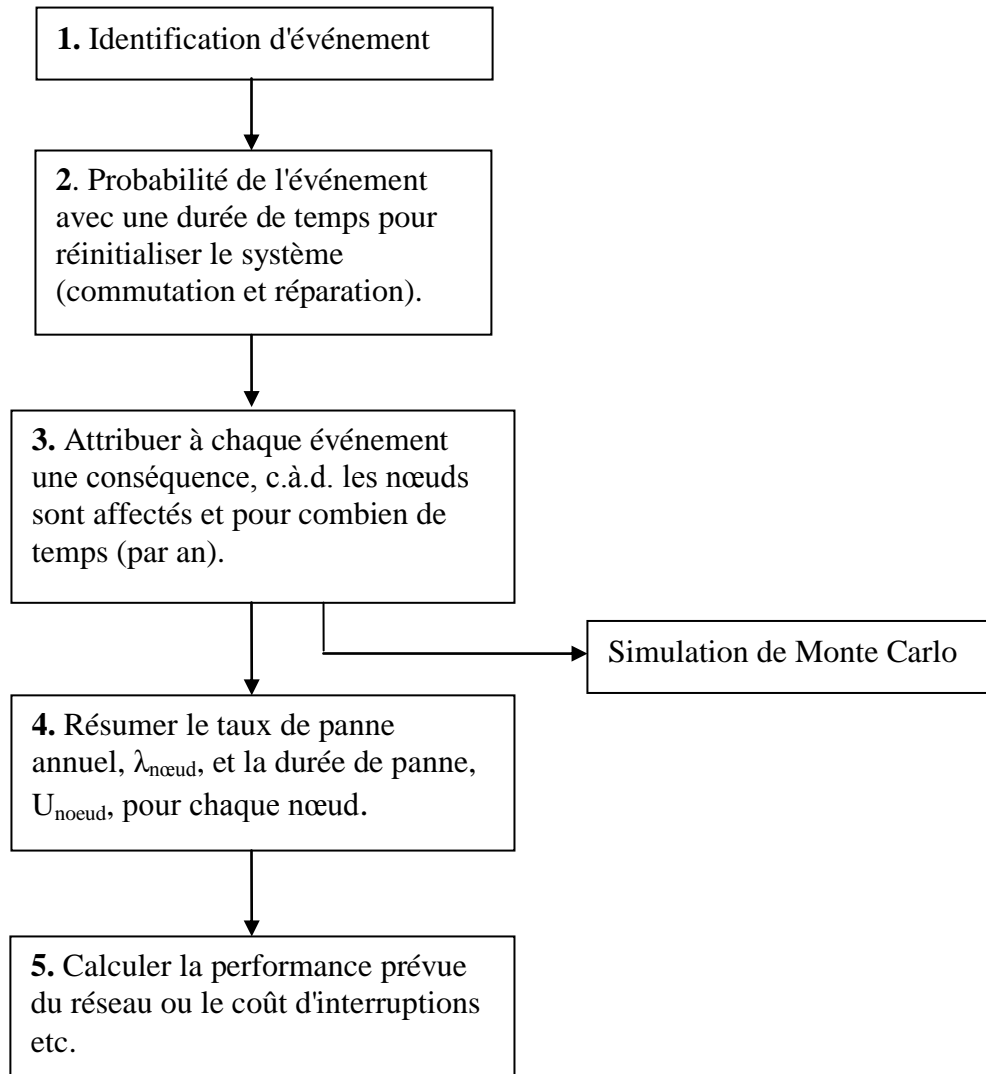 1. Identification d'événement
2. Probabilité de l'événement
avec une durée de temps pour
réinitialiser le système
(commutation et réparation).
3. Attribuer à chaque événement
une conséquence, c.à.d. les nœuds
sont affectés et pour combien de
temps (par an).
Simulation de Monte Carlo
4. Résumer le taux de panne
annuel, λnœud, et la durée de panne,
Unoeud, pour chaque nœud.
5. Calculer la performance prévue
du réseau ou le coût d'interruptions
etc.